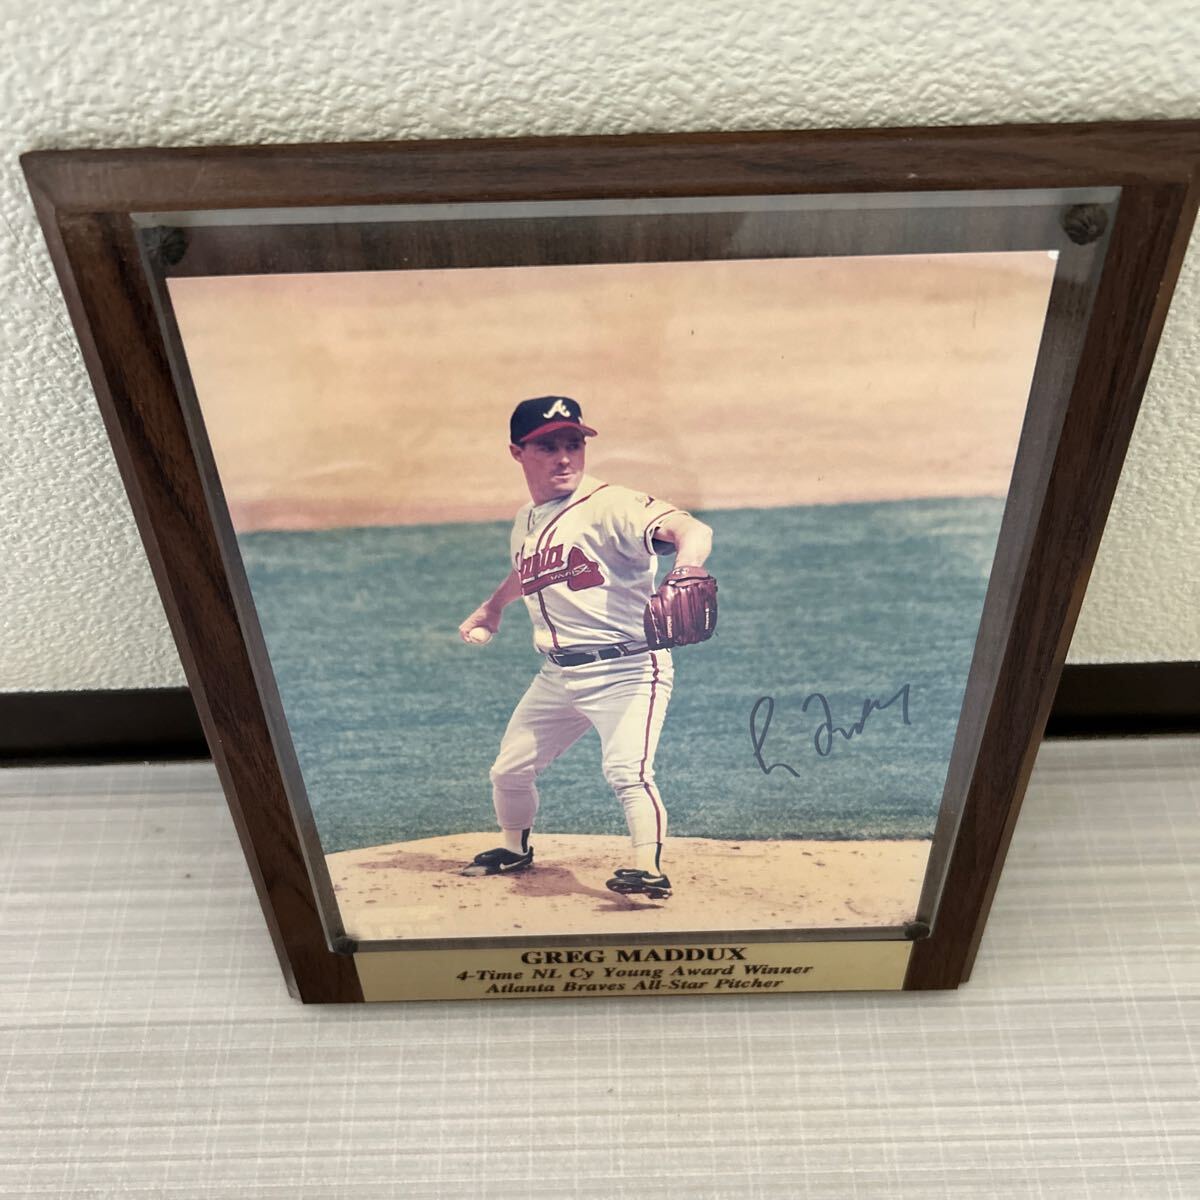 A
GREG MADDUX
4-Time NL Cy Young Award Winner
Atlanta Braves All-Star Pitcher